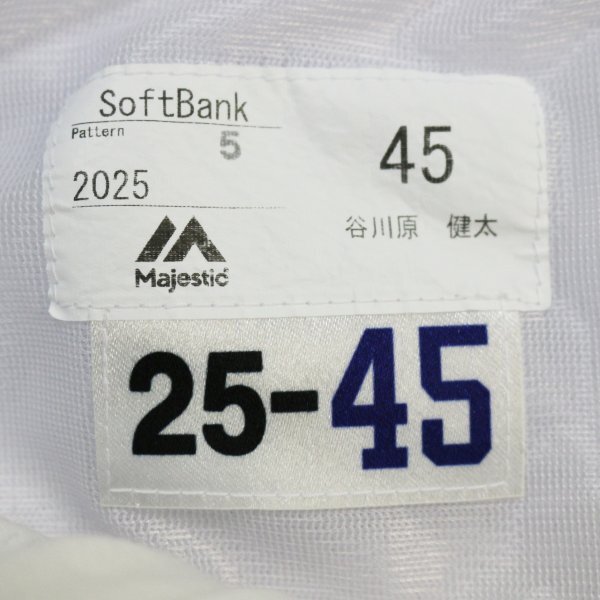 SoftBank
Pattern 5
2025
Majestic
45
谷川原 健太
25-45